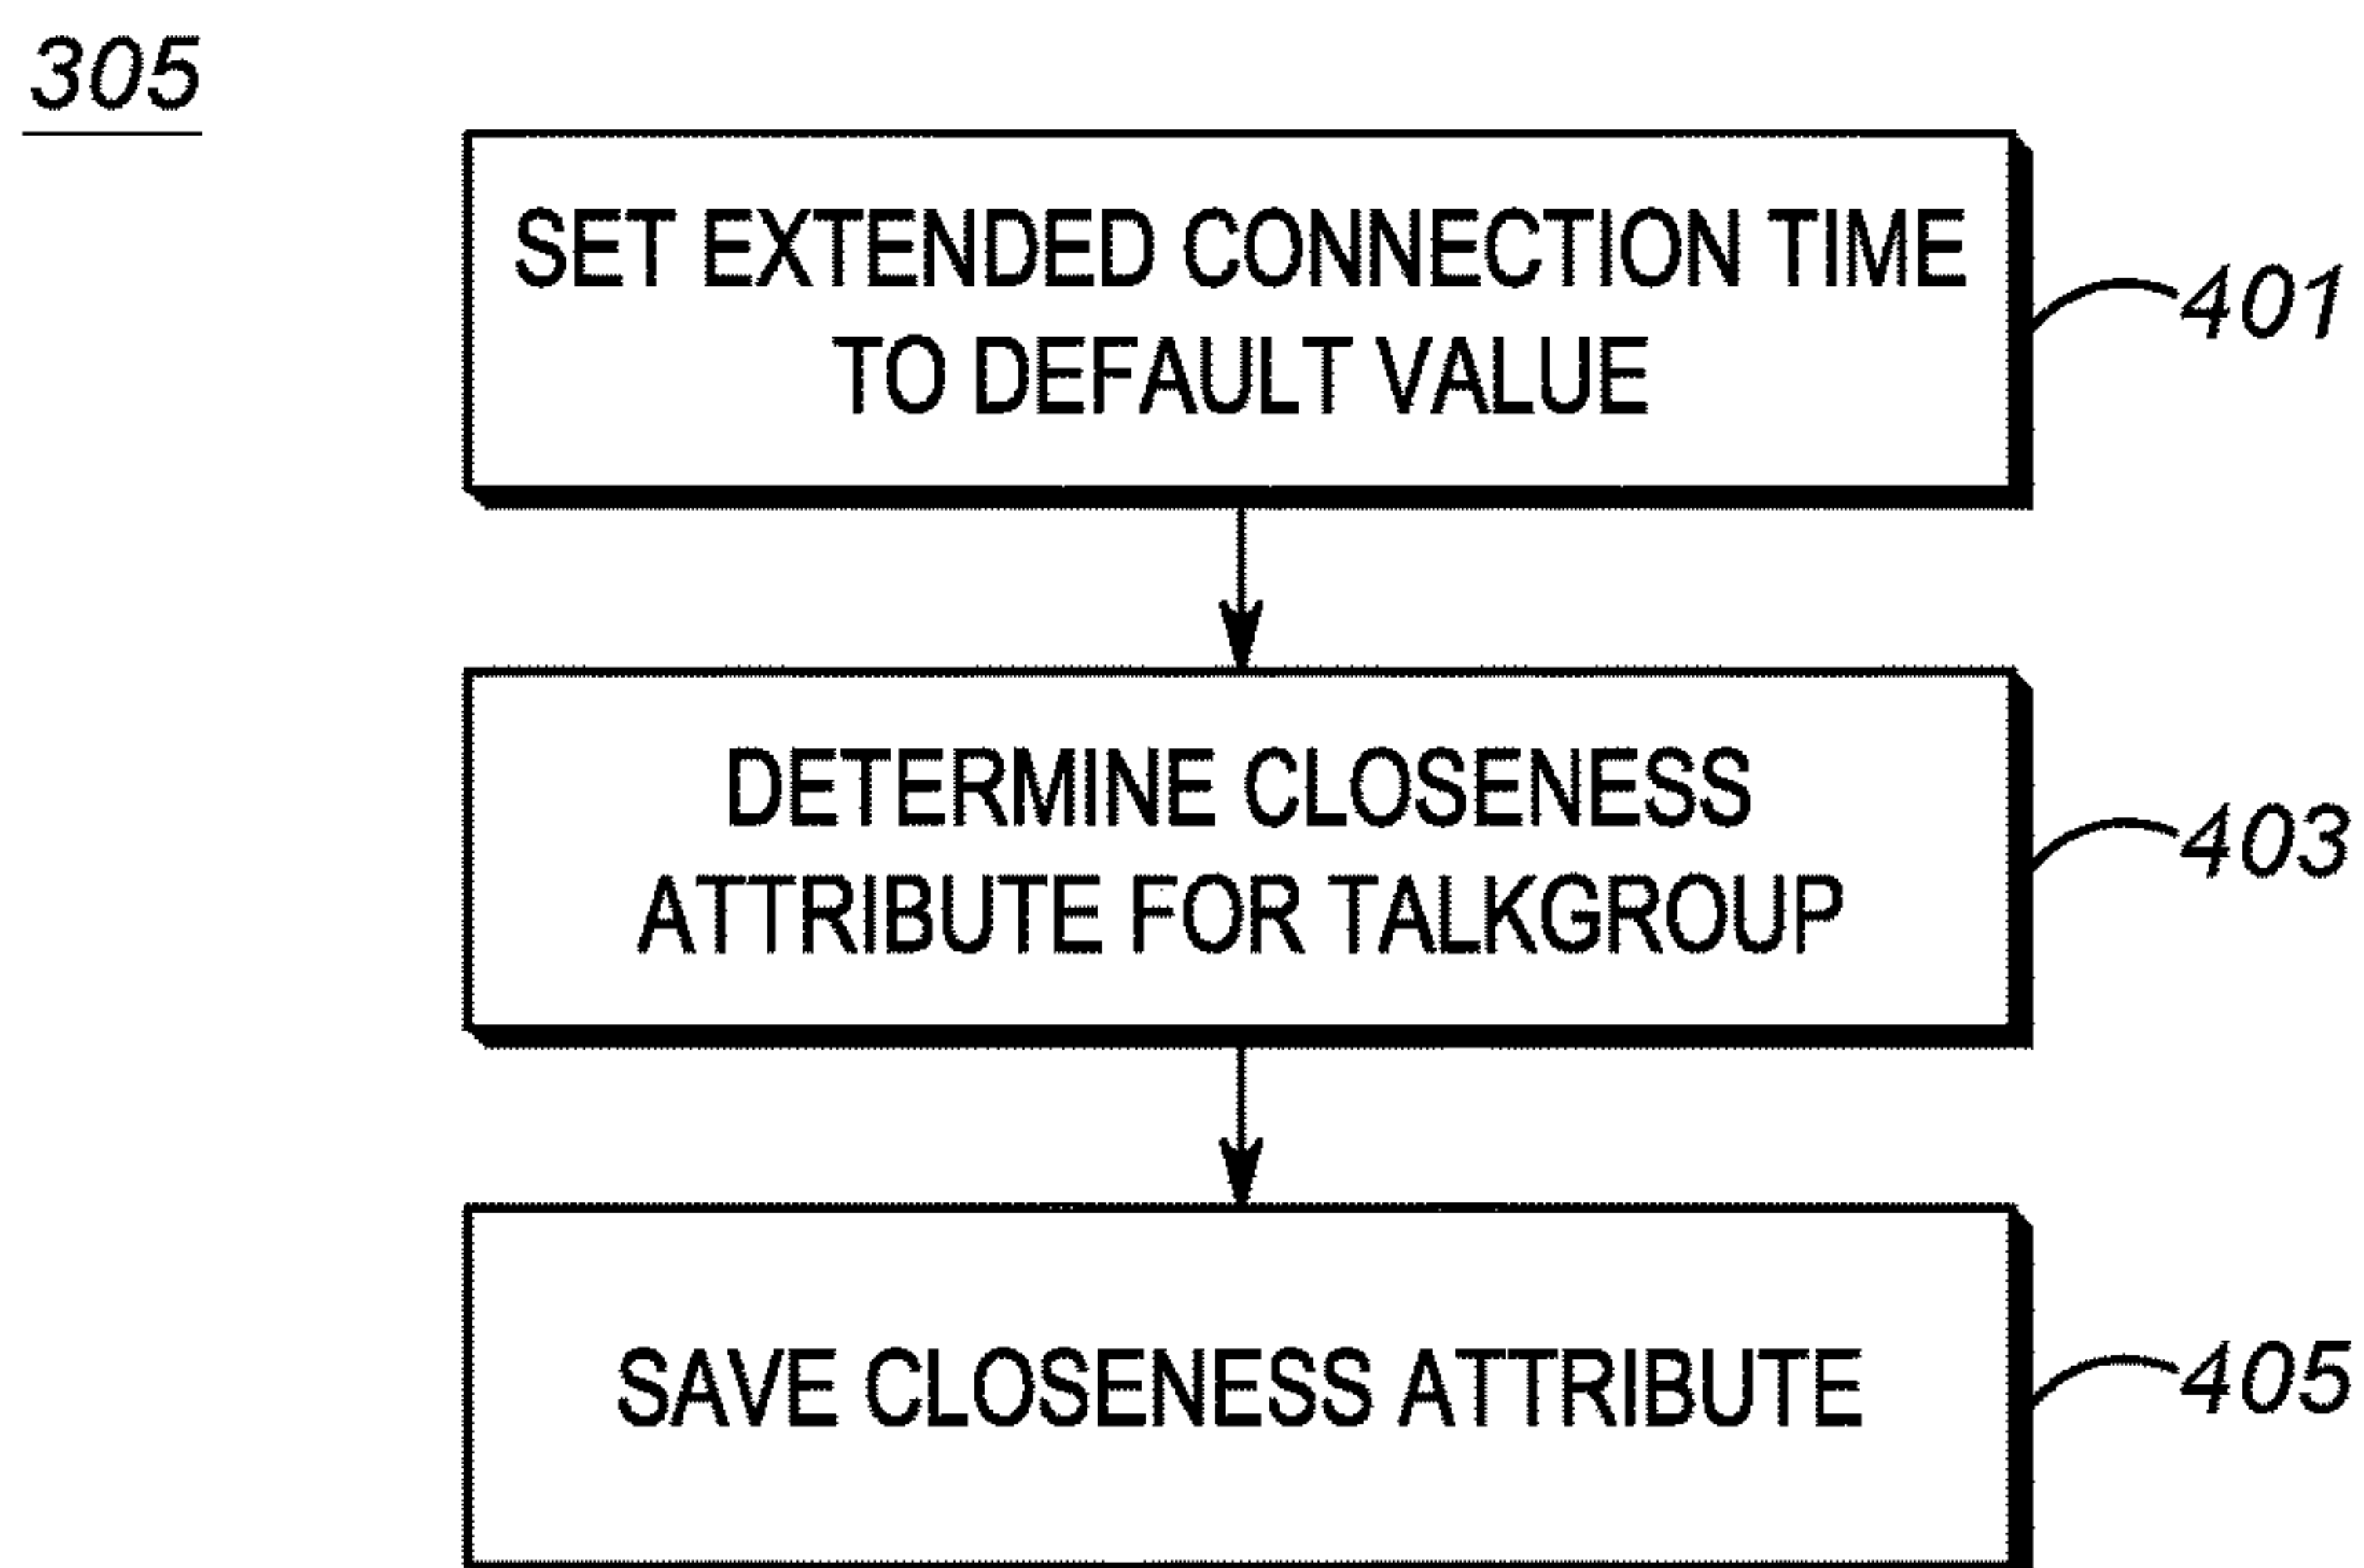 305
SET EXTENDED CONNECTION TIME
TO DEFAULT VALUE
401
DETERMINE CLOSENESS
ATTRIBUTE FOR TALKGROUP
403
SAVE CLOSENESS ATTRIBUTE
405